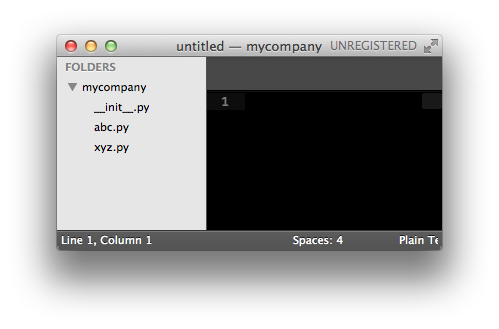 untitled — mycompany UNREGISTERED
FOLDERS
mycompany
__init__.py
abc.py
xyz.py
1
Line 1, Column 1 Spaces: 4 Plain Te